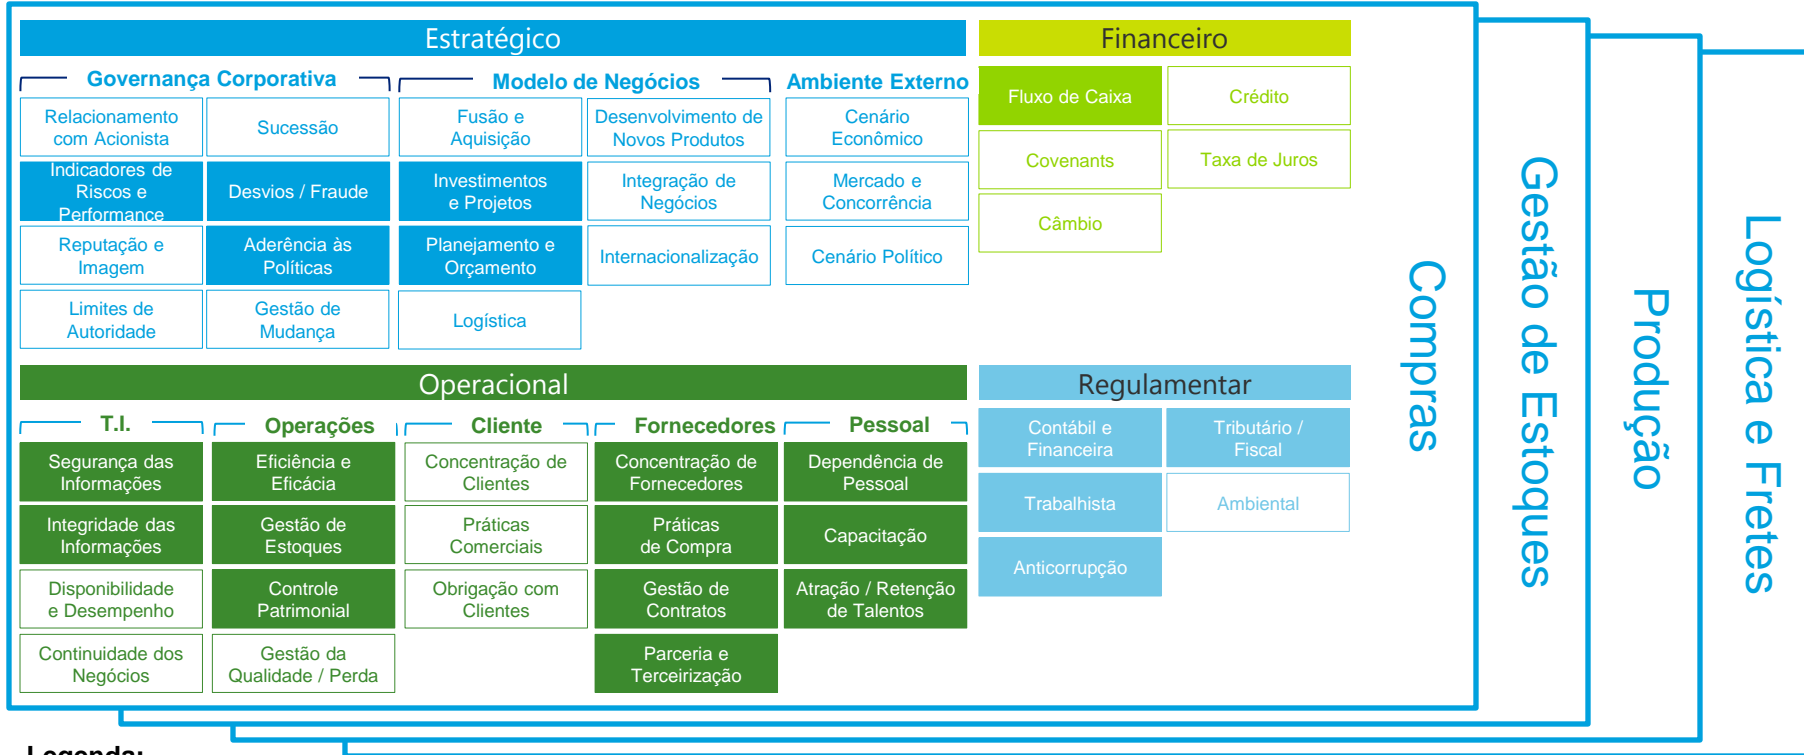 Estratégico
Governança Corporativa
Modelo de Negócios
Ambiente Externo
Relacionamento
com Acionista
Sucessão
Fusão e
Aquisição
Desenvolvimento de
Novos Produtos
Cenário
Econômico
Indicadores de
Riscos e
Performance
Desvios / Fraude
Investimentos
e Projetos
Integração de
Negócios
Mercado e
Concorrência
Reputação e
Imagem
Aderência às
Políticas
Planejamento e
Orçamento
Internacionalização
Cenário Político
Limites de
Autoridade
Gestão de
Mudança
Logística
Financeiro
Fluxo de Caixa
Crédito
Covenants
Taxa de Juros
Câmbio
Operacional
T.I.
Operações
Cliente
Fornecedores
Pessoal
Segurança das
Informações
Eficiência e
Eficácia
Concentração de
Clientes
Concentração de
Fornecedores
Dependência de
Pessoal
Integridade das
Informações
Gestão de
Estoques
Práticas
Comerciais
Práticas
de Compra
Capacitação
Disponibilidade
e Desempenho
Controle
Patrimonial
Obrigação com
Clientes
Gestão de
Contratos
Atração / Retenção
de Talentos
Continuidade dos
Negócios
Gestão da
Qualidade / Perda
Parceria e
Terceirização
Regulamentar
Contábil e
Financeira
Tributário /
Fiscal
Trabalhista
Ambiental
Anticorrupção
Compras
Gestão de Estoques
Produção
Logística e Fretes
Legenda: